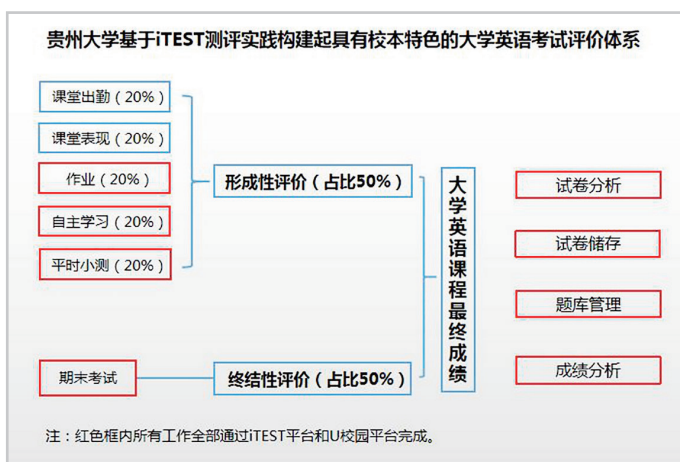 贵州大学基于iTEST测评实践构建起具有校本特色的大学英语考试评价体系
课堂出勤（20%）
课堂表现（20%）
作业（20%）
自主学习（20%）
平时小测（20%）
形成性评价（占比50%）
期末考试
终结性评价（占比50%）
大学英语课程最终成绩
试卷分析
试卷储存
题库管理
成绩分析
注：红色框内所有工作全部通过iTEST平台和U校园平台完成。